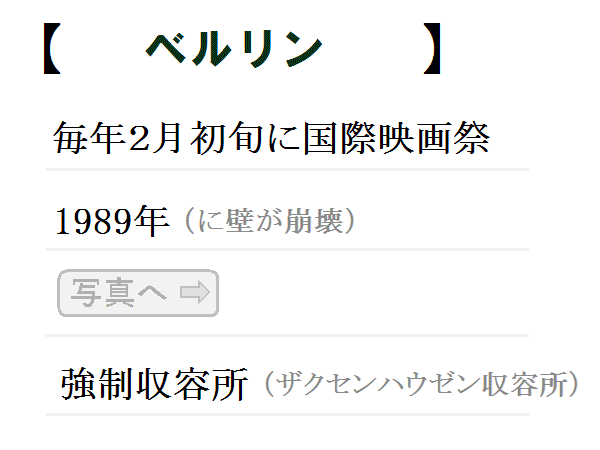 【 ベルリン 】
毎年２月初旬に国際映画祭
1989年（に壁が崩壊）
写真へ ⇨
強制収容所（ザクセンハウゼン収容所）